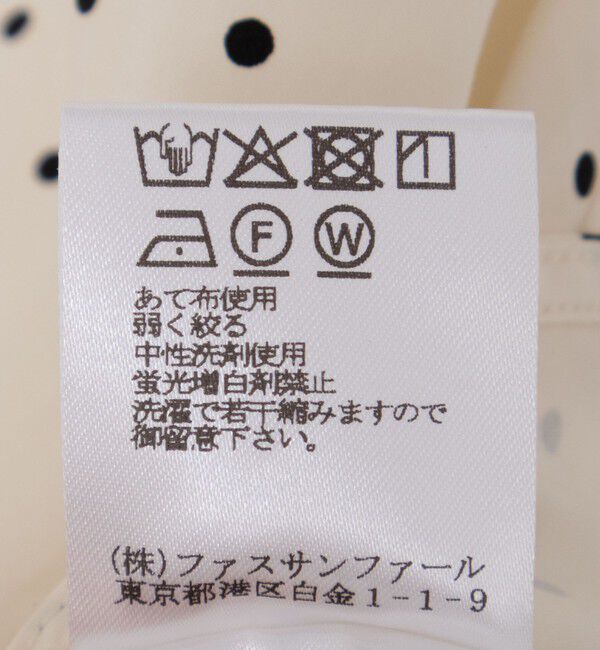 F W
あて布使用
弱く絞る
中性洗剤使用
蛍光増白剤禁止
洗濯で若干縮みますので
御留意下さい。
(株)ファスサンファール
東京都港区白金1-1-9